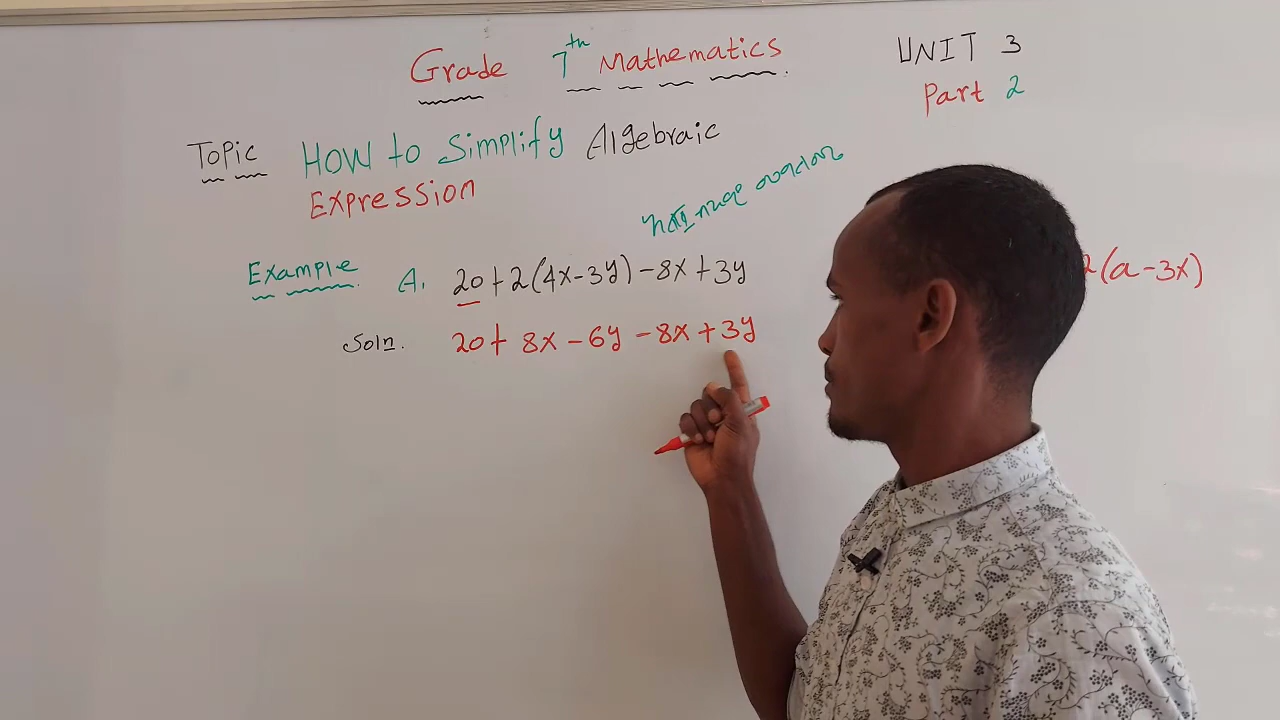 Grade 7th Mathematics
UNIT 3
Part 2
Topic HOW to Simplify Algebraic
Expression
Example A. 20+2(4x-3y)-8x+3y
2(a-3x)
Soln. 20+ 8x-6y-8x+3y